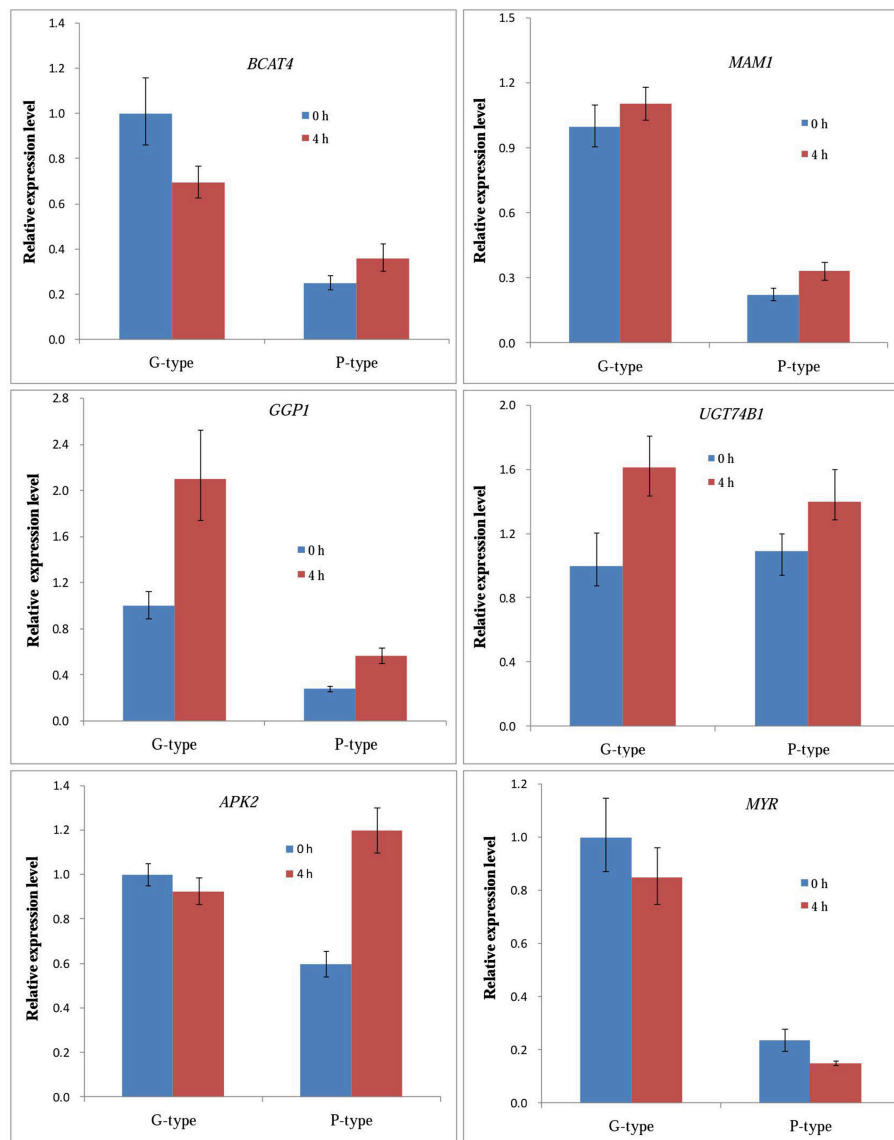 BCAT4
Relative expression level
1.4
1.2
1.0
0.8
0.6
0.4
0.2
0.0
0 h
4 h
G-type
P-type
MAM1
Relative expression level
1.5
1.2
0.9
0.6
0.3
0.0
0 h
4 h
G-type
P-type
GGP1
Relative expression level
2.8
2.4
2.0
1.6
1.2
0.8
0.4
0.0
0 h
4 h
G-type
P-type
UGT74B1
Relative expression level
2.0
1.6
1.2
0.8
0.4
0.0
0 h
4 h
G-type
P-type
APK2
Relative expression level
1.4
1.2
1.0
0.8
0.6
0.4
0.2
0.0
0 h
4 h
G-type
P-type
MYR
Relative expression level
1.2
1.0
0.8
0.6
0.4
0.2
0.0
0 h
4 h
G-type
P-type